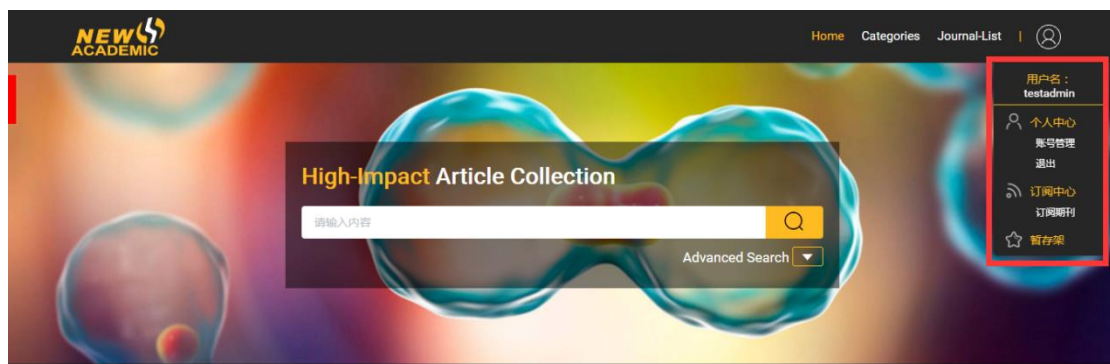 NEW
ACADEMIC
Home Categories Journal-List |
用户名：
testadmin
个人中心
账号管理
退出
订阅中心
订阅期刊
暂存架
High-Impact Article Collection
请输入内容
Advanced Search